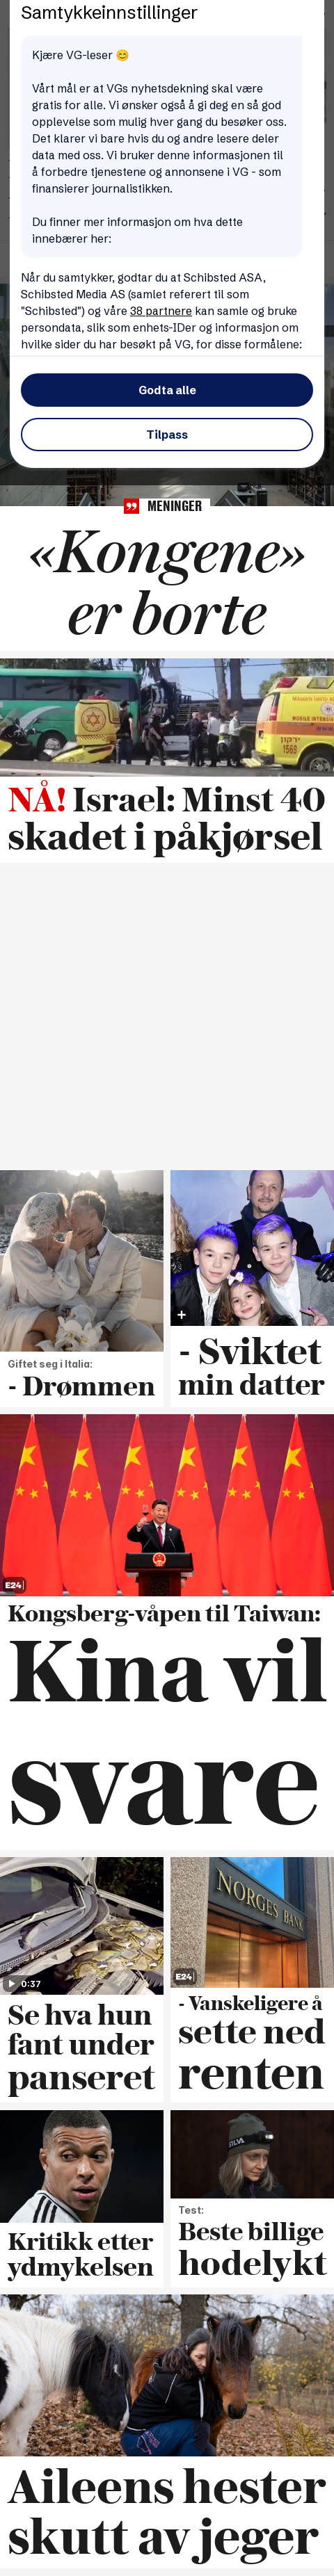 Samtykkeinnstillinger
Kjære VG-leser 😊
Vårt mål er at VGs nyhetsdekning skal være
gratis for alle. Vi ønsker også å gi deg en så god
opplevelse som mulig hver gang du besøker oss.
Det klarer vi bare hvis du og andre lesere deler
data med oss. Vi bruker denne informasjonen til
å forbedre tjenestene og annonsene i VG - som
finansierer journalistikken.
Du finner mer informasjon om hva dette
innebærer her:
Når du samtykker, godtar du at Schibsted ASA,
Schibsted Media AS (samlet referert til som
"Schibsted") og våre 38 partnere kan samle og bruke
persondata, slik som enhets-IDer og informasjon om
hvilke sider du har besøkt på VG, for disse formålene:
Godta alle
Tilpass
MENINGER
«Kongene»
er borte
1568
NÅ! Israel: Minst 40
skadet i påkjørsel
Giftet seg i Italia:
- Drømmen
- Sviktet
min datter
E24
Kongsberg-våpen til Taiwan:
Kina vil
svare
0:37
Se hva hun
fant under
panseret
NORGES BANK
E24
- Vanskeligere å
sette ned
renten
Kritikk etter
ydmykelsen
SILVA
Test:
Beste billige
hodelykt
Aileens hester
skutt av jeger